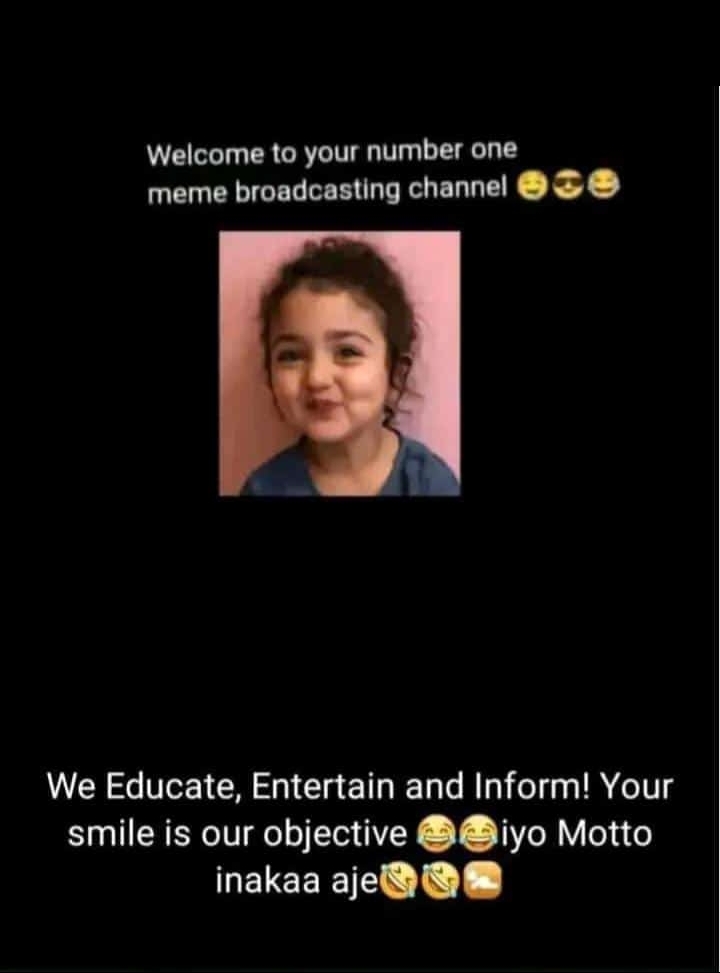 Welcome to your number one
meme broadcasting channel 🤤😎😂
We Educate, Entertain and Inform! Your
smile is our objective 😂😂iyo Motto
inakaa aje🤣🤣